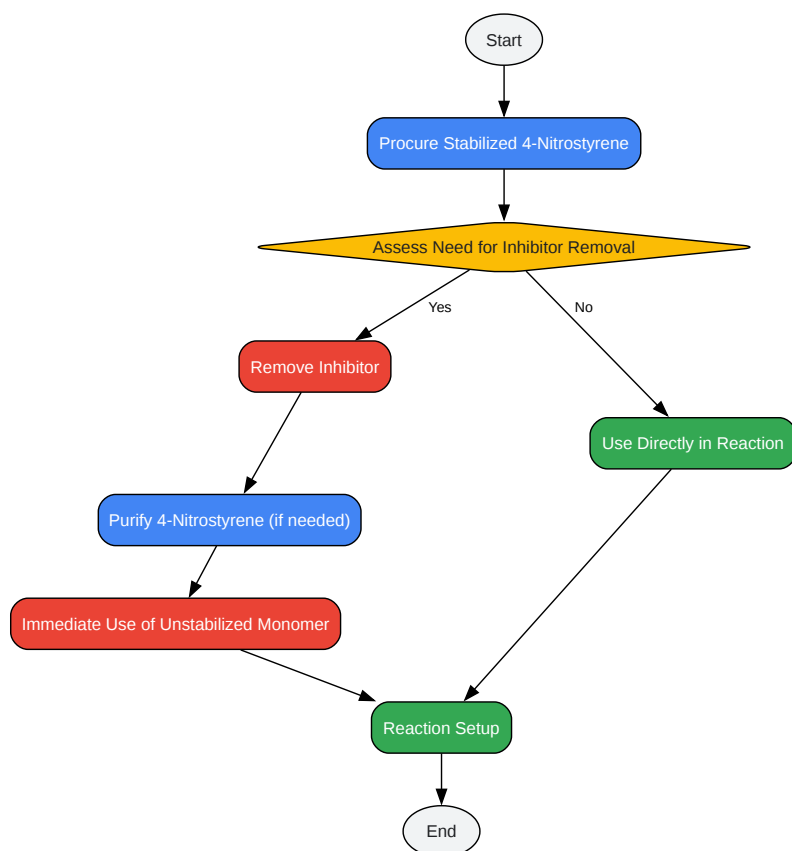 Start
Procure Stabilized 4-Nitrostyrene
Assess Need for Inhibitor Removal
Yes
No
Remove Inhibitor
Use Directly in Reaction
Purify 4-Nitrostyrene (if needed)
Immediate Use of Unstabilized Monomer
Reaction Setup
End